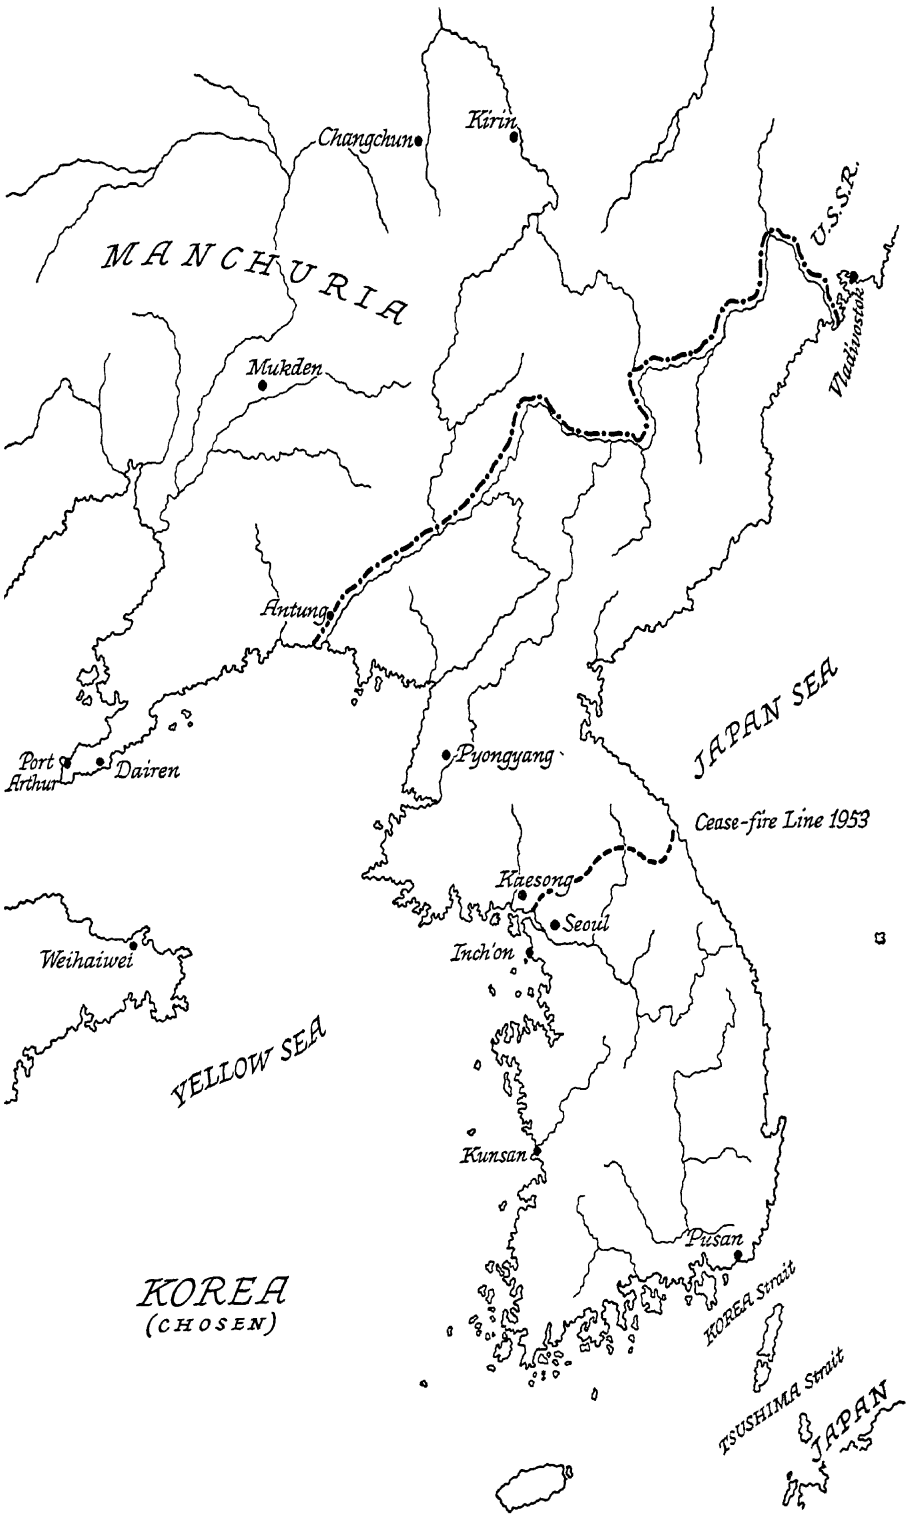 Kirin
Changchun
U.S.S.R.
MANCHURIA
Vladivostok
Mukden
Antung
JAPAN SEA
Port
Arthur
Dairen
Pyongyang
Cease-fire Line 1953
Kaesong
Seoul
Weihaiwei
Inch'on
YELLOW SEA
Kunsan
Pusan
KOREA
(CHOSEN)
KOREA Strait
TSUSHIMA Strait
JAPAN